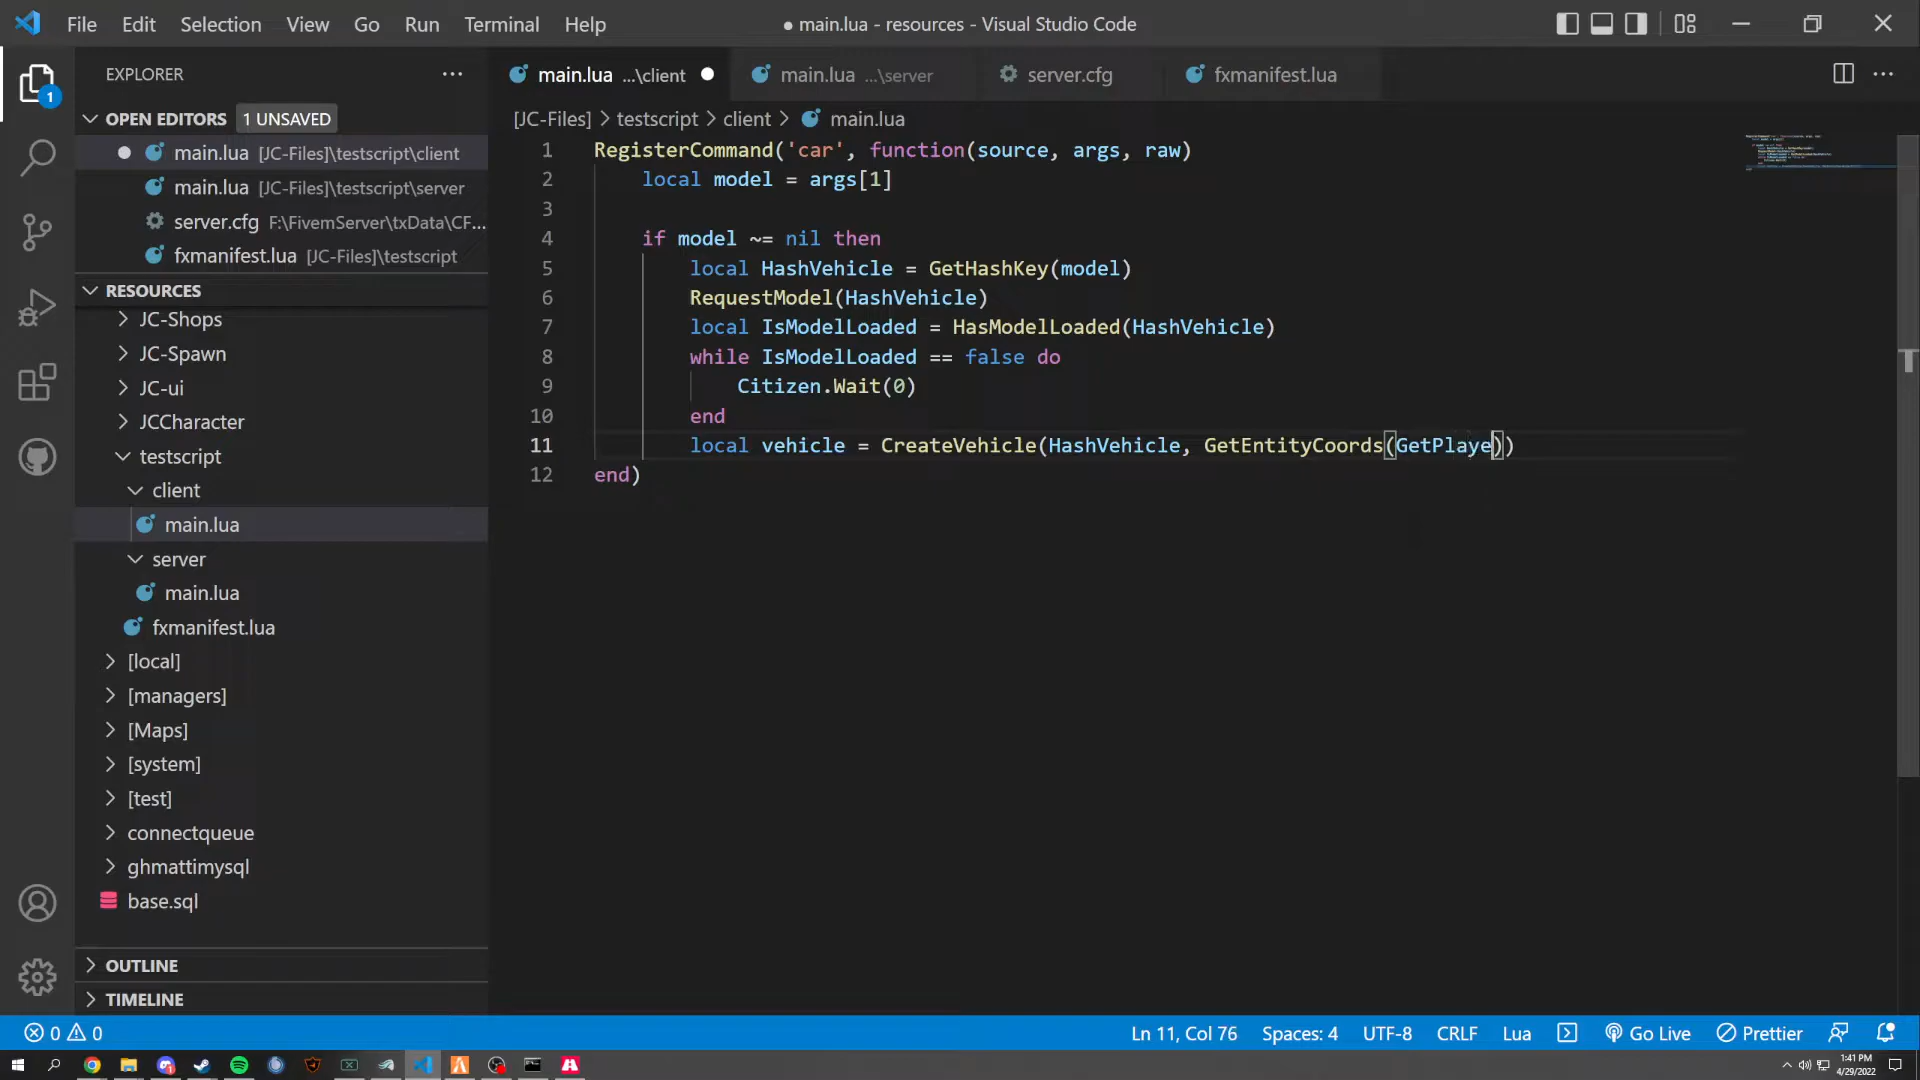 File Edit Selection View Go Run Terminal Help
● main.lua - resources - Visual Studio Code
EXPLORER
main.lua ...\client
main.lua ...\server
server.cfg
fxmanifest.lua
OPEN EDITORS 1 UNSAVED
main.lua [JC-Files]\testscript\client
main.lua [JC-Files]\testscript\server
server.cfg F:\FivemServer\txData\CF...
fxmanifest.lua [JC-Files]\testscript
RESOURCES
JC-Shops
JC-Spawn
JC-ui
JCCharacter
testscript
client
main.lua
server
main.lua
fxmanifest.lua
[local]
[managers]
[Maps]
[system]
[test]
connectqueue
ghmattimysql
base.sql
OUTLINE
TIMELINE
1
[JC-Files] > testscript > client > main.lua
1 RegisterCommand('car', function(source, args, raw)
2 local model = args[1]
3
4 if model ~= nil then
5 local HashVehicle = GetHashKey(model)
6 RequestModel(HashVehicle)
7 local IsModelLoaded = HasModelLoaded(HashVehicle)
8 while IsModelLoaded == false do
9 Citizen.Wait(0)
10 end
11 local vehicle = CreateVehicle(HashVehicle, GetEntityCoords(GetPlaye))
12 end)
0 0
Ln 11, Col 76 Spaces: 4 UTF-8 CRLF Lua Go Live Prettier
1:41 PM
4/29/2022